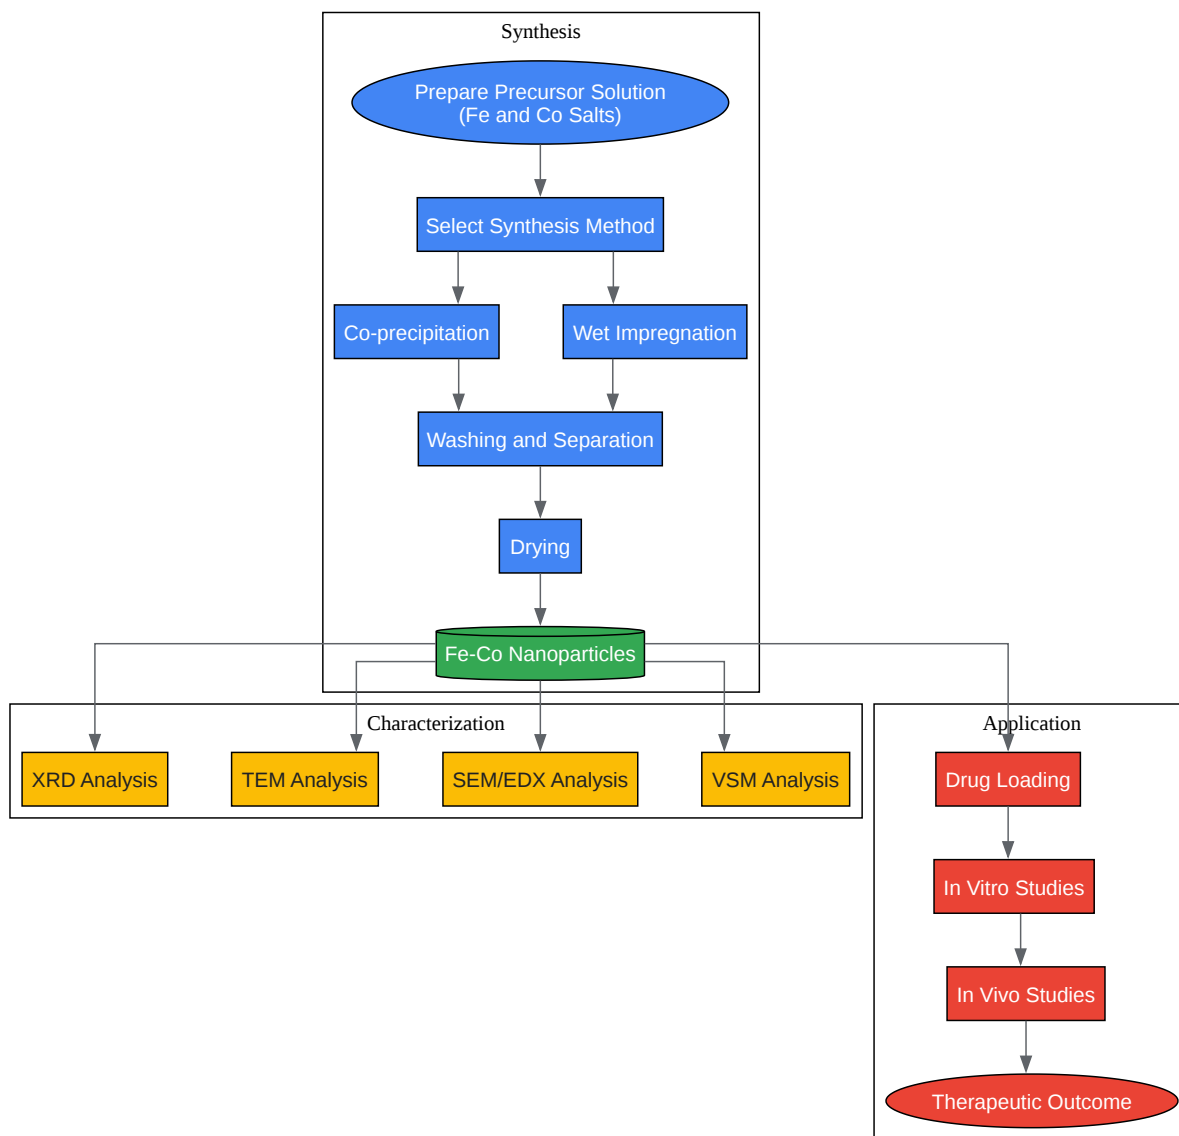 Synthesis
Prepare Precursor Solution
(Fe and Co Salts)
Select Synthesis Method
Co-precipitation
Wet Impregnation
Washing and Separation
Drying
Fe-Co Nanoparticles
Characterization
XRD Analysis
TEM Analysis
SEM/EDX Analysis
VSM Analysis
Application
Drug Loading
In Vitro Studies
In Vivo Studies
Therapeutic Outcome